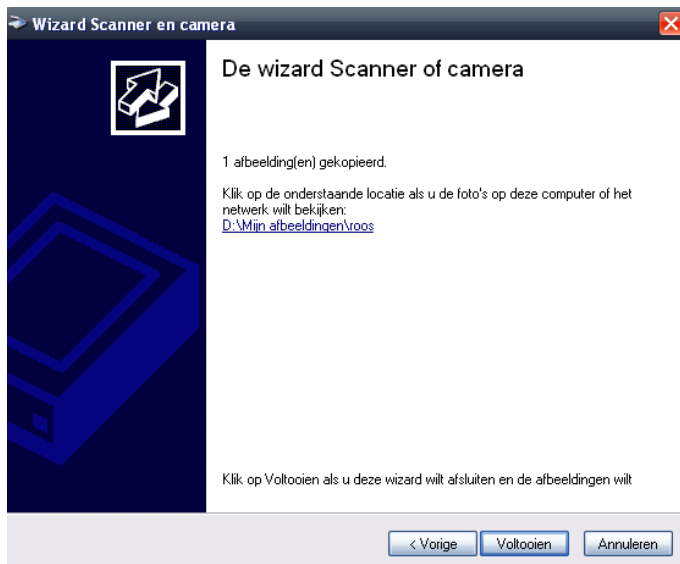 Wizard Scanner en camera
De wizard Scanner of camera
1 afbeelding(en) gekopieerd.
Klik op de onderstaande locatie als u de foto's op deze computer of het
netwerk wilt bekijken:
D:\Mijn afbeeldingen\roos
Klik op Voltooien als u deze wizard wilt afsluiten en de afbeeldingen wilt
< Vorige
Voltooien
Annuleren